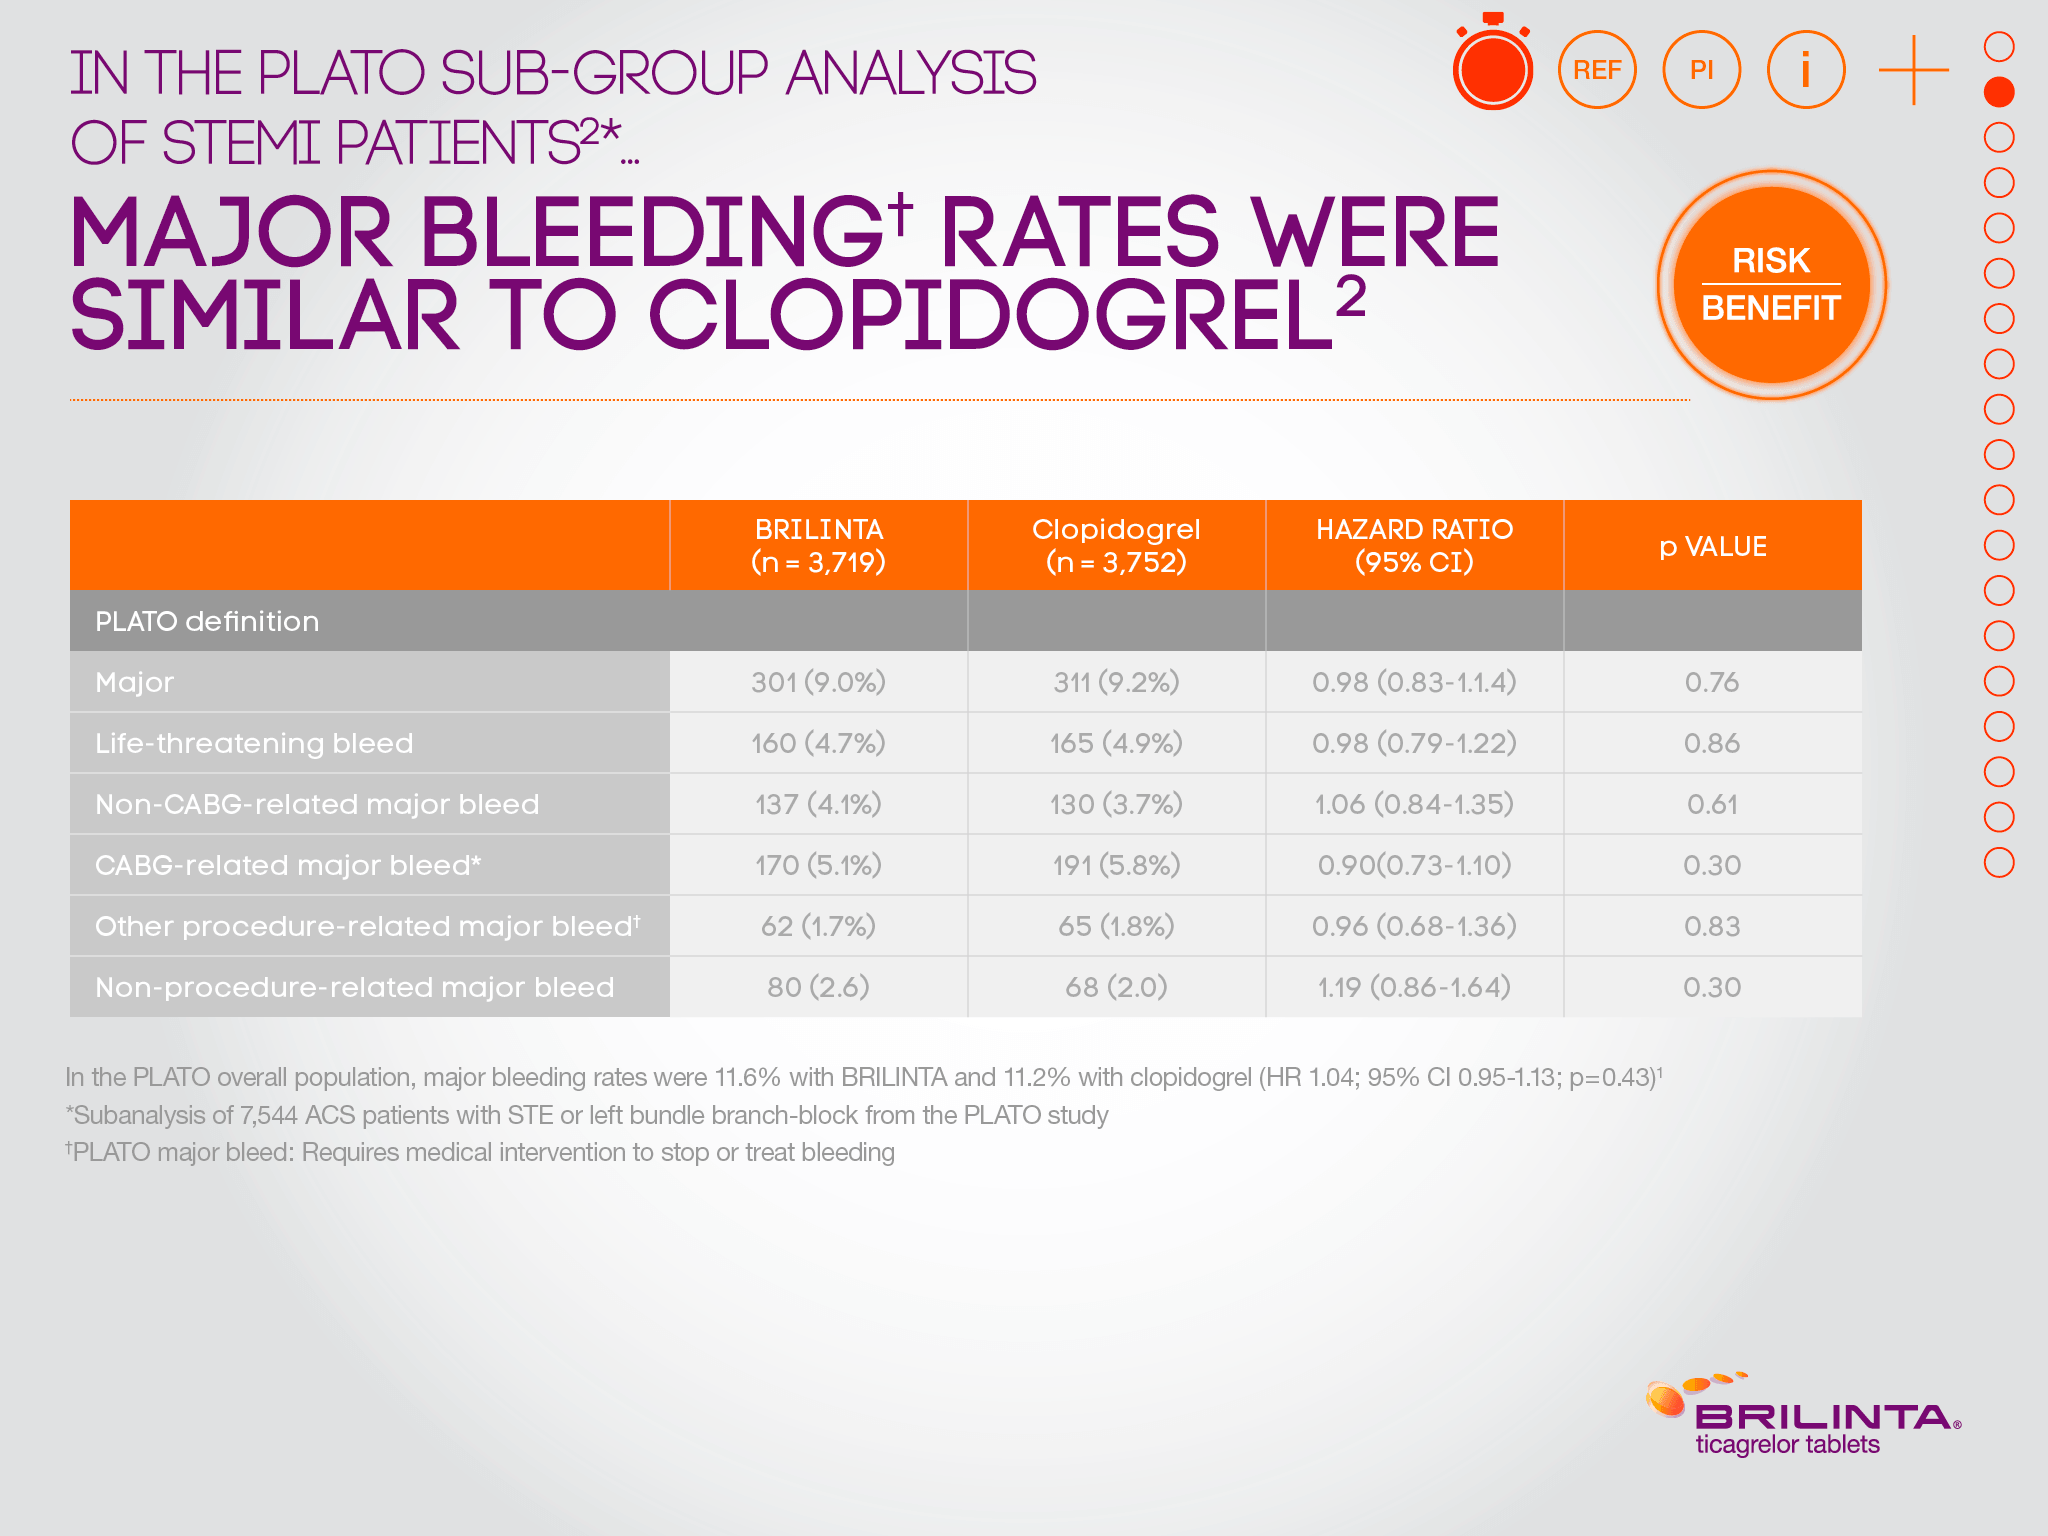 IN THE PLATO SUB-GROUP ANALYSIS
OF STEMI PATIENTS2*...
MAJOR BLEEDING† RATES WERE
SIMILAR TO CLOPIDOGREL2
REF PI i
RISK
BENEFIT
BRILINTA (n = 3,719) Clopidogrel (n = 3,752) HAZARD RATIO (95% CI) p VALUE
PLATO definition
Major 301 (9.0%) 311 (9.2%) 0.98 (0.83-1.1.4) 0.76
Life-threatening bleed 160 (4.7%) 165 (4.9%) 0.98 (0.79-1.22) 0.86
Non-CABG-related major bleed 137 (4.1%) 130 (3.7%) 1.06 (0.84-1.35) 0.61
CABG-related major bleed* 170 (5.1%) 191 (5.8%) 0.90(0.73-1.10) 0.30
Other procedure-related major bleed† 62 (1.7%) 65 (1.8%) 0.96 (0.68-1.36) 0.83
Non-procedure-related major bleed 80 (2.6) 68 (2.0) 1.19 (0.86-1.64) 0.30
In the PLATO overall population, major bleeding rates were 11.6% with BRILINTA and 11.2% with clopidogrel (HR 1.04; 95% CI 0.95-1.13; p=0.43)1
*Subanalysis of 7,544 ACS patients with STE or left bundle branch-block from the PLATO study
†PLATO major bleed: Requires medical intervention to stop or treat bleeding
BRILINTA®
ticagrelor tablets